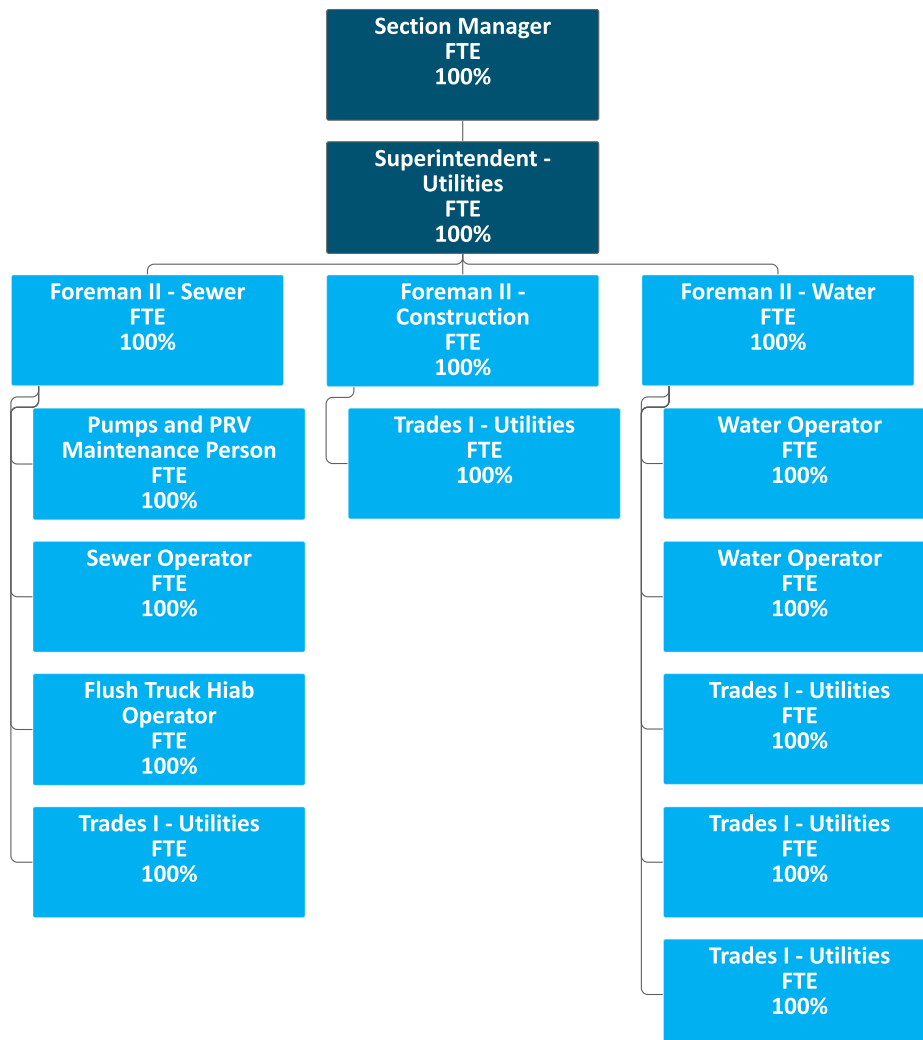 Section Manager
FTE
100%
Superintendent -
Utilities
FTE
100%
Foreman II - Sewer
FTE
100%
Pumps and PRV
Maintenance Person
FTE
100%
Sewer Operator
FTE
100%
Flush Truck Hiab
Operator
FTE
100%
Trades I - Utilities
FTE
100%
Foreman II -
Construction
FTE
100%
Trades I - Utilities
FTE
100%
Foreman II - Water
FTE
100%
Water Operator
FTE
100%
Water Operator
FTE
100%
Trades I - Utilities
FTE
100%
Trades I - Utilities
FTE
100%
Trades I - Utilities
FTE
100%